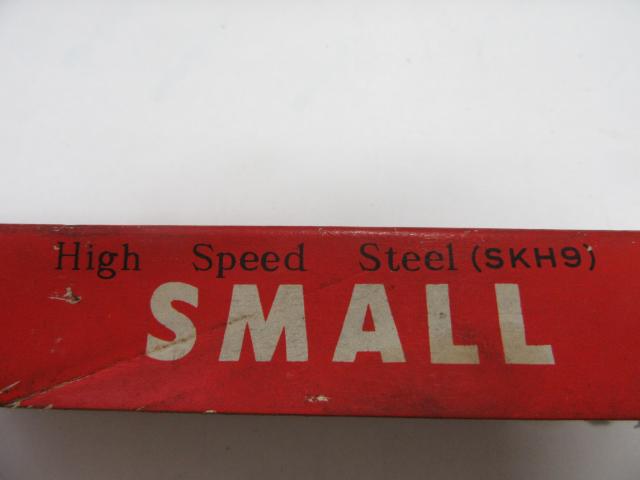 High Speed Steel (SKH9)
SMALL